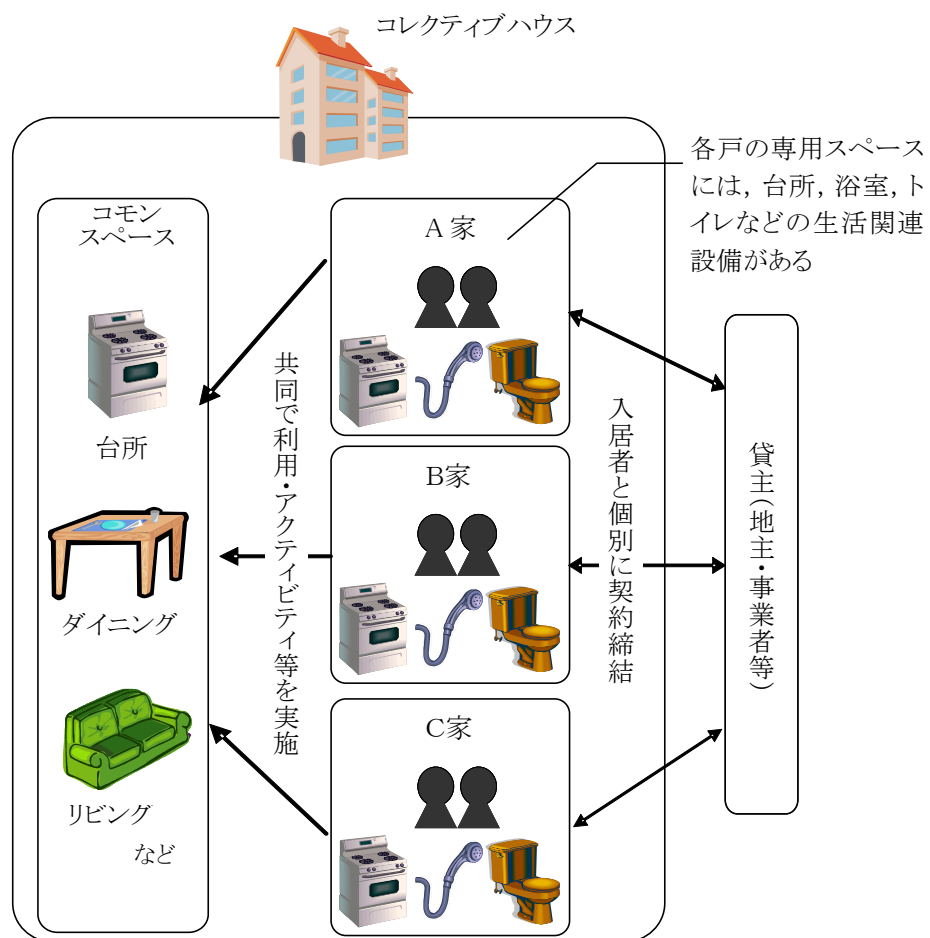 コレクティブハウス
各戸の専用スペース
には，台所，浴室，ト
イレなどの生活関連
設備がある
コモン
スペース
台所
ダイニング
リビング
など
共同で利用・アクティビティ等を実施
A家
B家
C家
入居者と個別に契約締結
貸主（地主・事業者等）